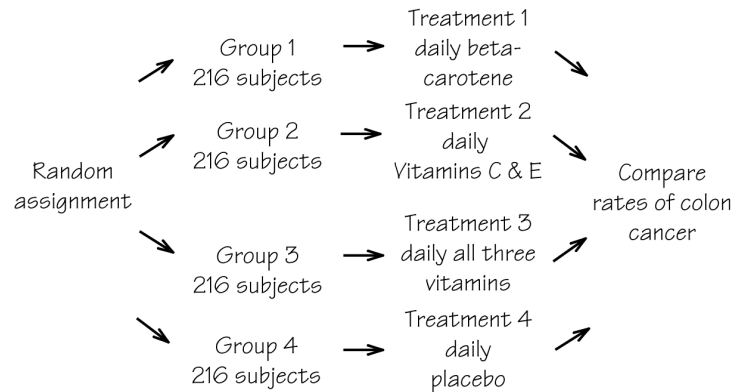 Random
assignment
Group 1
216 subjects
Treatment 1
daily beta-
carotene
Group 2
216 subjects
Treatment 2
daily
Vitamins C & E
Group 3
216 subjects
Treatment 3
daily all three
vitamins
Group 4
216 subjects
Treatment 4
daily
placebo
Compare
rates of colon
cancer